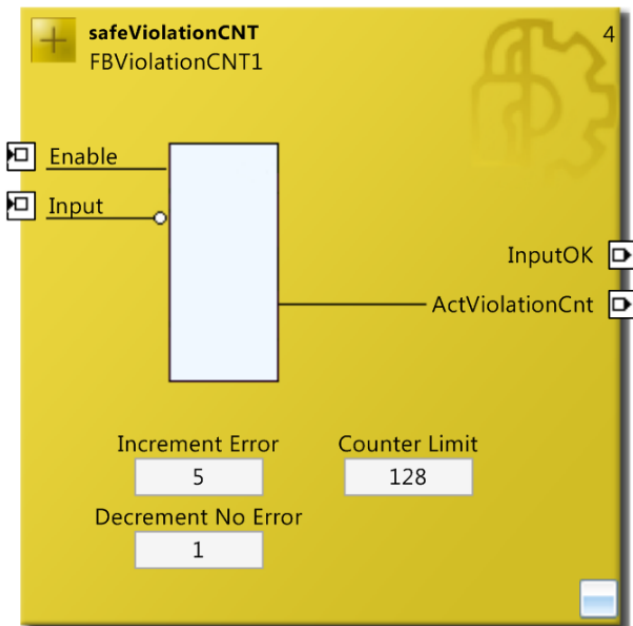 safeViolationCNT
4
FBViolationCNT1
Enable
Input
InputOK
ActViolationCnt
Increment Error
Counter Limit
5
128
Decrement No Error
1